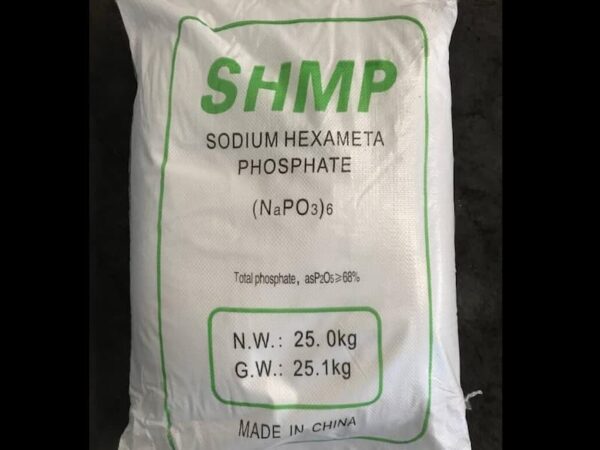 SHMP
SODIUM HEXAMETA
PHOSPHATE
(NaPO3)6
Total phosphate, asP2O5≥68%
N.W.: 25.0kg
G.W.: 25.1kg
MADE IN CHINA